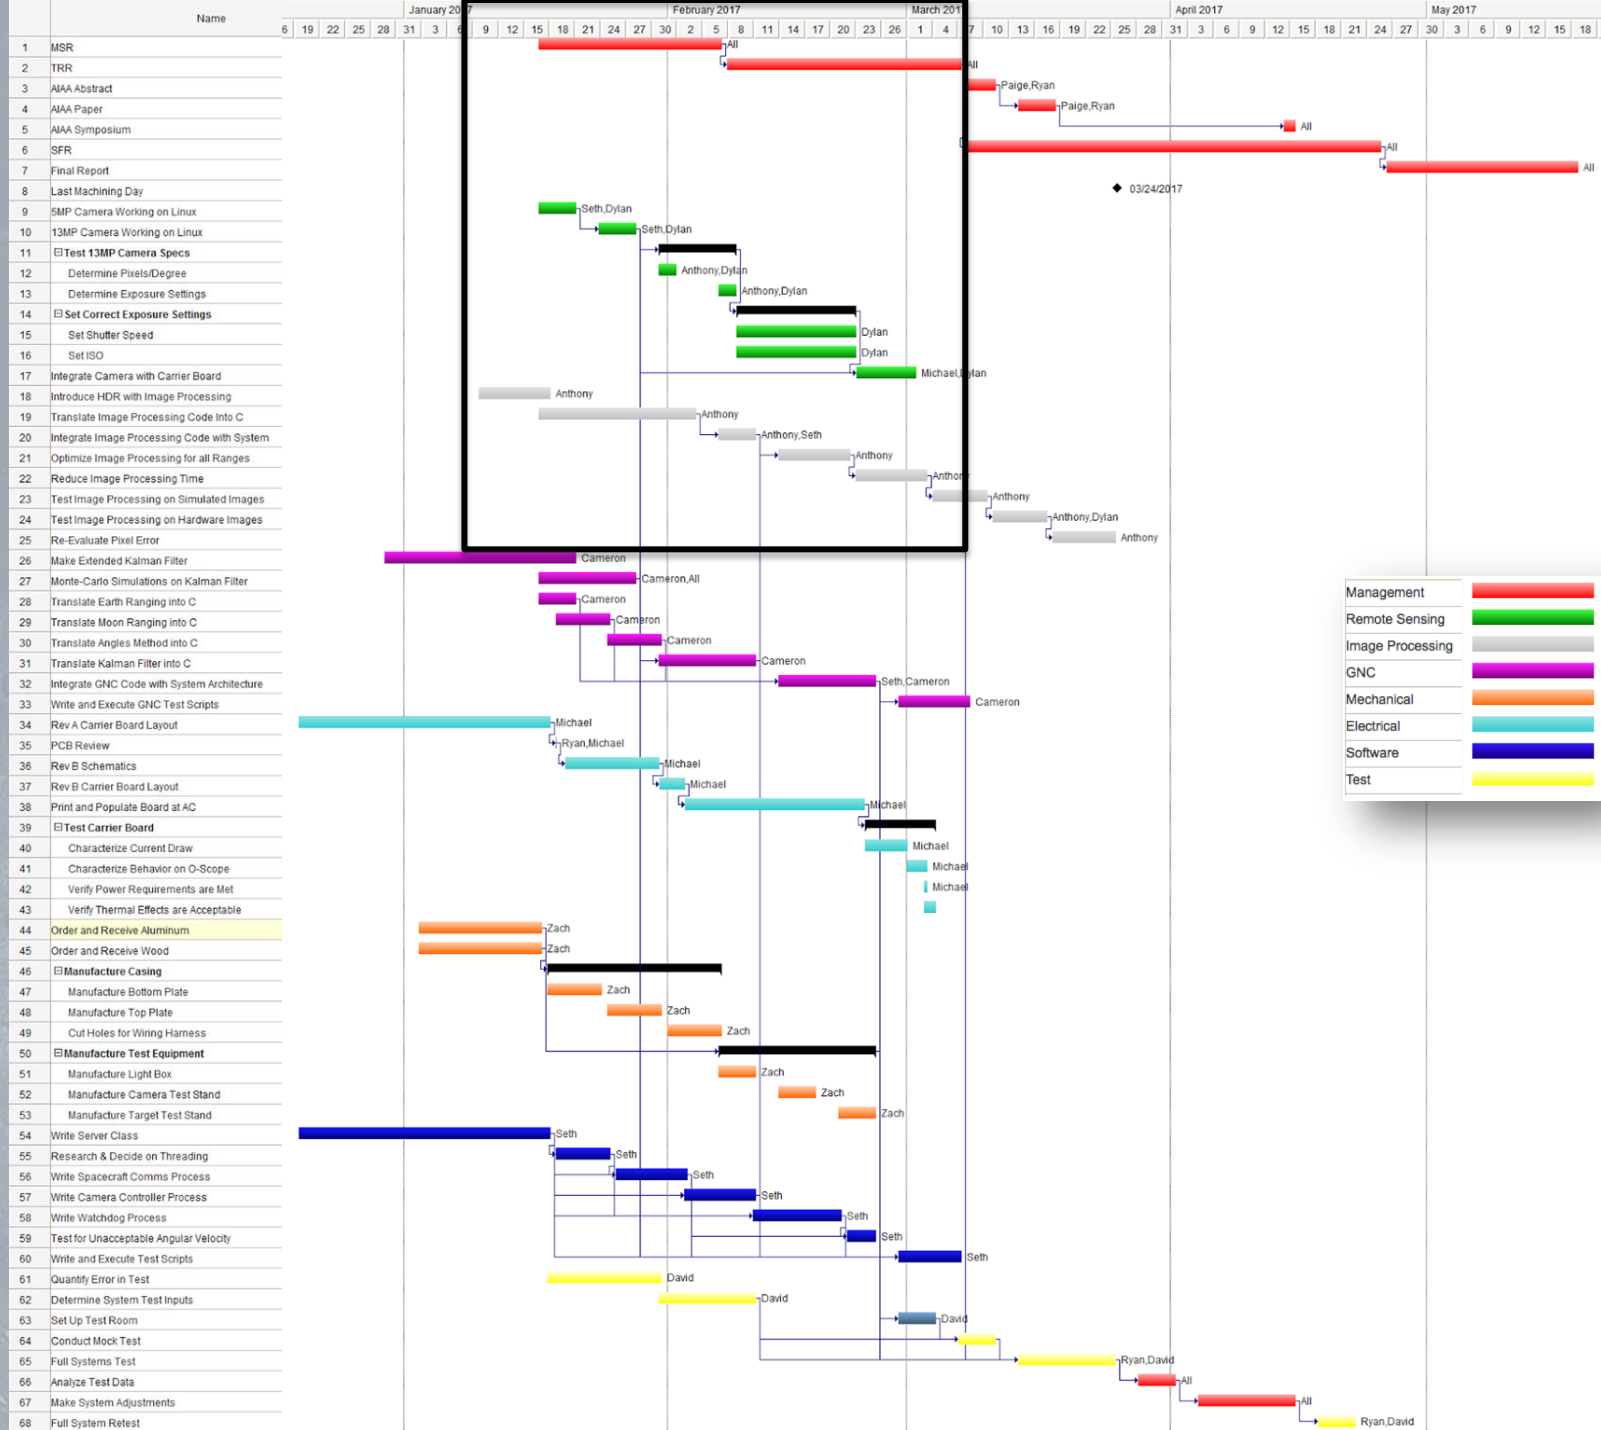 Name
January 20
February 2017
March 201
April 2017
May 2017
6 19 22 25 28 31 3 6 9 12 15 18 21 24 27 30 2 5 8 11 14 17 20 23 26 1 4 7 10 13 16 19 22 25 28 31 3 6 9 12 15 18 21 24 27 30 3 6 9 12 15 18
1 MSR All
2 TRR All
3 AIAA Abstract Paige,Ryan
4 AIAA Paper Paige,Ryan
5 AIAA Symposium All
6 SFR All
7 Final Report All
8 Last Machining Day 03/24/2017
9 5MP Camera Working on Linux Seth,Dylan
10 13MP Camera Working on Linux Seth,Dylan
11 Test 13MP Camera Specs
12 Determine Pixels/Degree Anthony,Dylan
13 Determine Exposure Settings Anthony,Dylan
14 Set Correct Exposure Settings
15 Set Shutter Speed Dylan
16 Set ISO Dylan
17 Integrate Camera with Carrier Board Michael,Dylan
18 Introduce HDR with Image Processing Anthony
19 Translate Image Processing Code Into C Anthony
20 Integrate Image Processing Code with System Anthony,Seth
21 Optimize Image Processing for all Ranges Anthony
22 Reduce Image Processing Time Anthony
23 Test Image Processing on Simulated Images Anthony
24 Test Image Processing on Hardware Images Anthony,Dylan
25 Re-Evaluate Pixel Error Anthony
26 Make Extended Kalman Filter Cameron
27 Monte-Carlo Simulations on Kalman Filter Cameron,All
28 Translate Earth Ranging into C Cameron
29 Translate Moon Ranging into C Cameron
30 Translate Angles Method into C Cameron
31 Translate Kalman Filter into C Cameron
32 Integrate GNC Code with System Architecture Seth,Cameron
33 Write and Execute GNC Test Scripts Cameron
34 Rev A Carrier Board Layout Michael
35 PCB Review Ryan,Michael
36 Rev B Schematics Michael
37 Rev B Carrier Board Layout Michael
38 Print and Populate Board at AC Michael
39 Test Carrier Board
40 Characterize Current Draw Michael
41 Characterize Behavior on O-Scope Michael
42 Verify Power Requirements are Met Michael
43 Verify Thermal Effects are Acceptable
44 Order and Receive Aluminum Zach
45 Order and Receive Wood Zach
46 Manufacture Casing
47 Manufacture Bottom Plate Zach
48 Manufacture Top Plate Zach
49 Cut Holes for Wiring Harness Zach
50 Manufacture Test Equipment
51 Manufacture Light Box Zach
52 Manufacture Camera Test Stand Zach
53 Manufacture Target Test Stand Zach
54 Write Server Class Seth
55 Research & Decide on Threading Seth
56 Write Spacecraft Comms Process Seth
57 Write Camera Controller Process Seth
58 Write Watchdog Process Seth
59 Test for Unacceptable Angular Velocity Seth
60 Write and Execute Test Scripts Seth
61 Quantify Error in Test David
62 Determine System Test Inputs David
63 Set Up Test Room David
64 Conduct Mock Test
65 Full Systems Test Ryan,David
66 Analyze Test Data All
67 Make System Adjustments All
68 Full System Retest Ryan,David
Management
Remote Sensing
Image Processing
GNC
Mechanical
Electrical
Software
Test